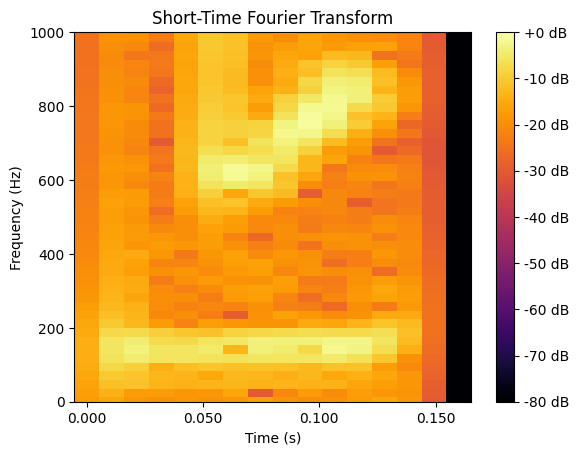 Short-Time Fourier Transform
Frequency (Hz)
1000
800
600
400
200
0
0.000
0.050
0.100
0.150
Time (s)
+0 dB
-10 dB
-20 dB
-30 dB
-40 dB
-50 dB
-60 dB
-70 dB
-80 dB